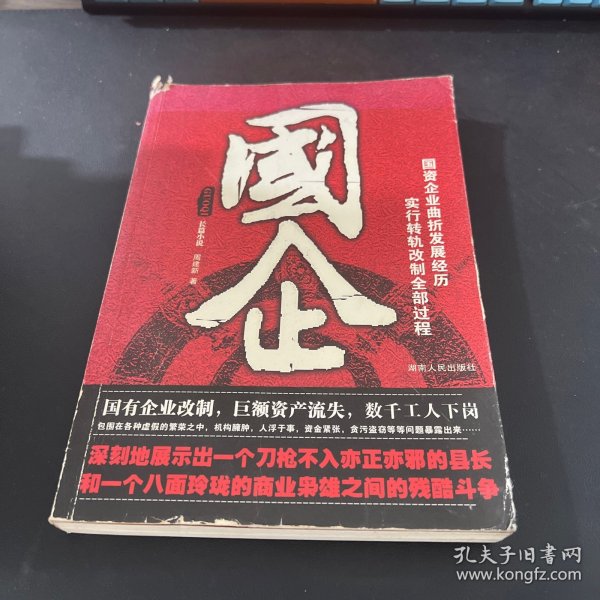 國企
GUOQI
长篇小说
周建新 著
国资企业曲折发展经历
实行转轨改制全部过程
湖南人民出版社
国有企业改制，巨额资产流失，数千工人下岗
包围在各种虚假的繁荣之中，机构臃肿，人浮于事，资金紧张，贪污盗窃等等问题暴露出来……
深刻地展示出一个刀枪不入亦正亦邪的县长
和一个八面玲珑的商业枭雄之间的残酷斗争
孔夫子旧书网
www.kongfz.com